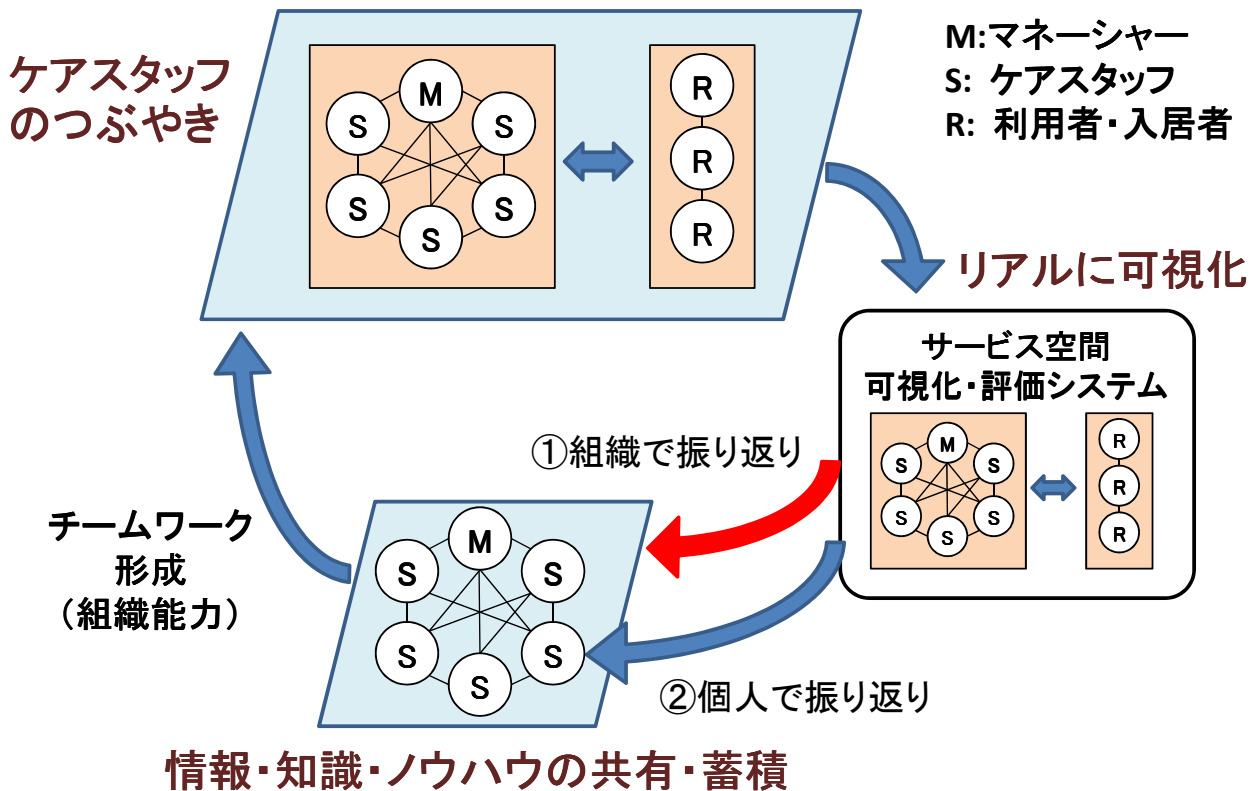 ケアスタッフ
のつぶやき
M
S
S
S
S
S
R
R
R
M:マネーシャー
S: ケアスタッフ
R: 利用者・入居者
リアルに可視化
サービス空間
可視化・評価システム
M
S
S
S
S
S
R
R
R
①組織で振り返り
チームワーク
形成
（組織能力）
M
S
S
S
S
S
②個人で振り返り
情報・知識・ノウハウの共有・蓄積